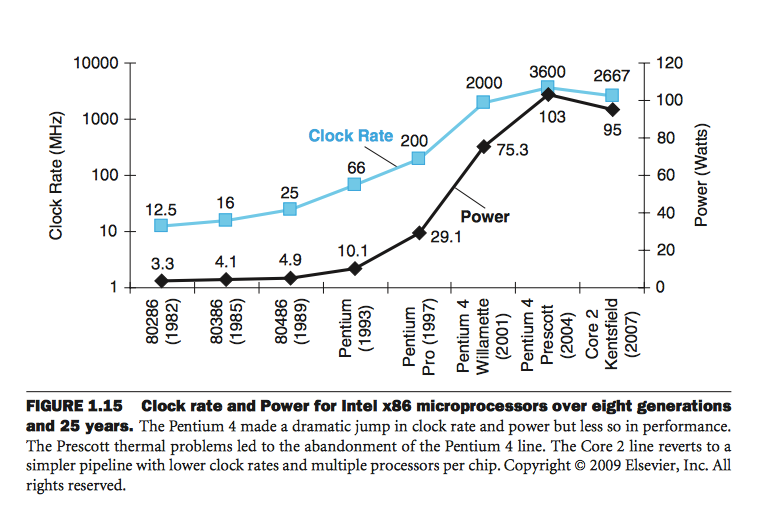 10000
1000
100
10
1
Clock Rate (MHz)
120
100
80
60
40
20
0
Power (Watts)
12.5
16
25
66
200
2000
3600
2667
Clock Rate
3.3
4.1
4.9
10.1
29.1
75.3
103
95
Power
80286
(1982)
80386
(1985)
80486
(1989)
Pentium
(1993)
Pentium
Pro (1997)
Pentium 4
Willamette
(2001)
Pentium 4
Prescott
(2004)
Core 2
Kentsfield
(2007)
FIGURE 1.15 Clock rate and Power for Intel x86 microprocessors over eight generations
and 25 years. The Pentium 4 made a dramatic jump in clock rate and power but less so in performance.
The Prescott thermal problems led to the abandonment of the Pentium 4 line. The Core 2 line reverts to a
simpler pipeline with lower clock rates and multiple processors per chip. Copyright © 2009 Elsevier, Inc. All
rights reserved.